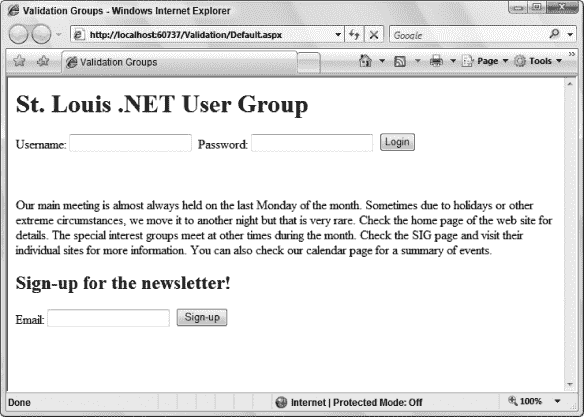 Validation Groups - Windows Internet Explorer
http://localhost:60737/Validation/Default.aspx
Google
Validation Groups
Page
Tools
St. Louis .NET User Group
Username: Password: Login
Our main meeting is almost always held on the last Monday of the month. Sometimes due to holidays or other
extreme circumstances, we move it to another night but that is very rare. Check the home page of the web site for
details. The special interest groups meet at other times during the month. Check the SIG page and visit their
individual sites for more information. You can also check our calendar page for a summary of events.
Sign-up for the newsletter!
Email: Sign-up
Done Internet | Protected Mode: Off 100%